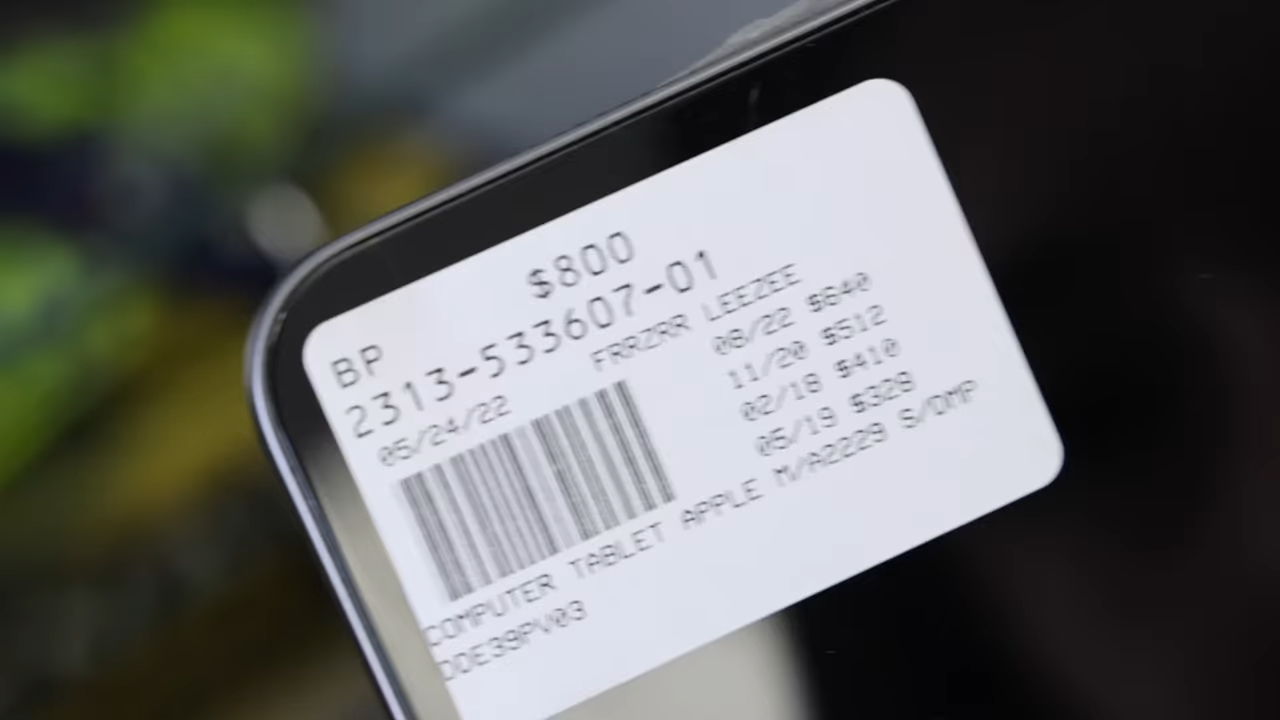 $800
BP
2313-533607-01
05/24/22
FRRZRR LEEZEE
08/22 $640
11/20 $512
02/18 $410
05/19 $328
COMPUTER TABLET APPLE M/A2229 S/DMP
DDE39PV03